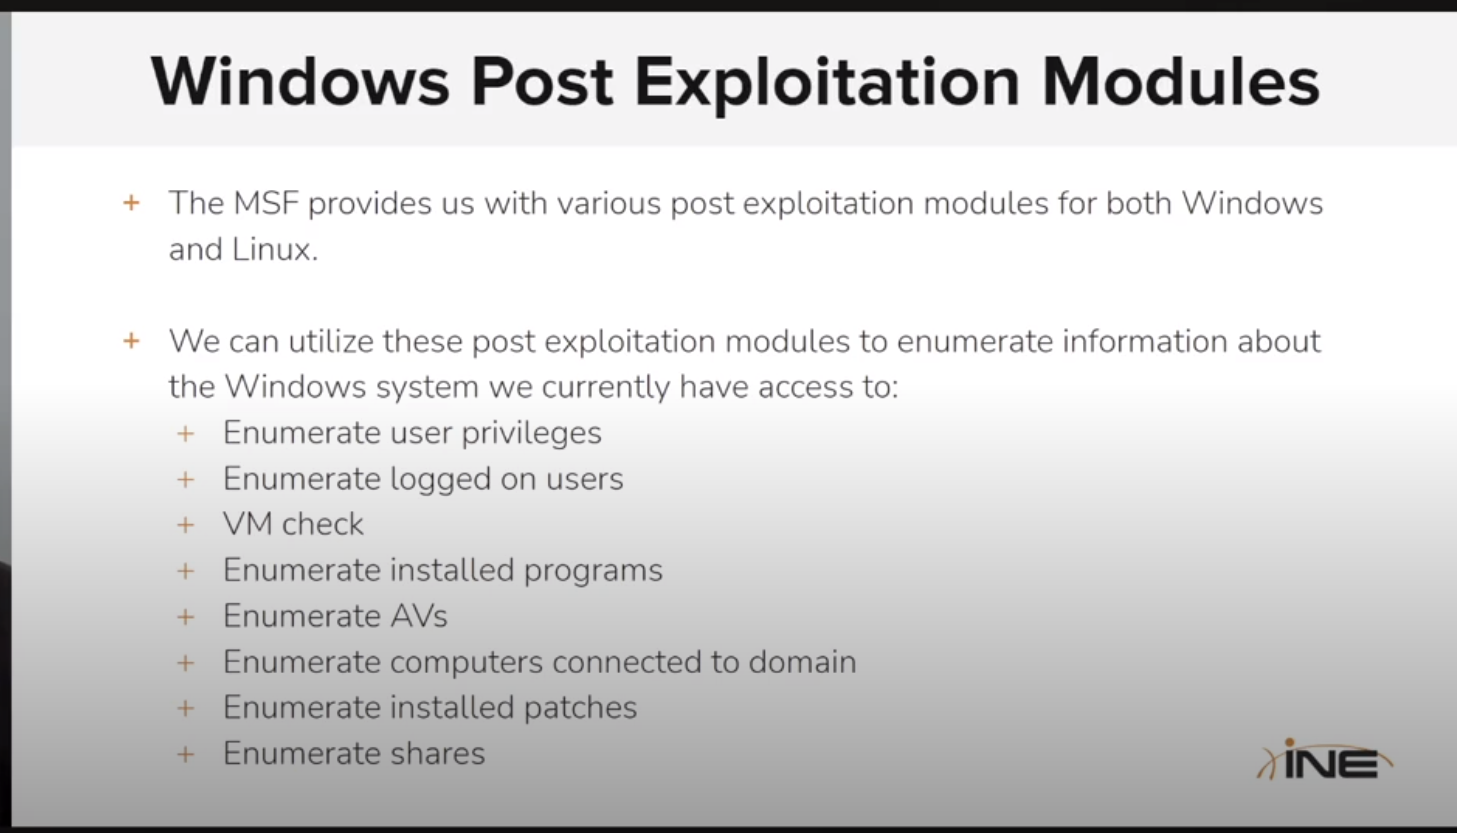 Windows Post Exploitation Modules
+ The MSF provides us with various post exploitation modules for both Windows
and Linux.
+ We can utilize these post exploitation modules to enumerate information about
the Windows system we currently have access to:
+ Enumerate user privileges
+ Enumerate logged on users
+ VM check
+ Enumerate installed programs
+ Enumerate AVs
+ Enumerate computers connected to domain
+ Enumerate installed patches
+ Enumerate shares
iNE